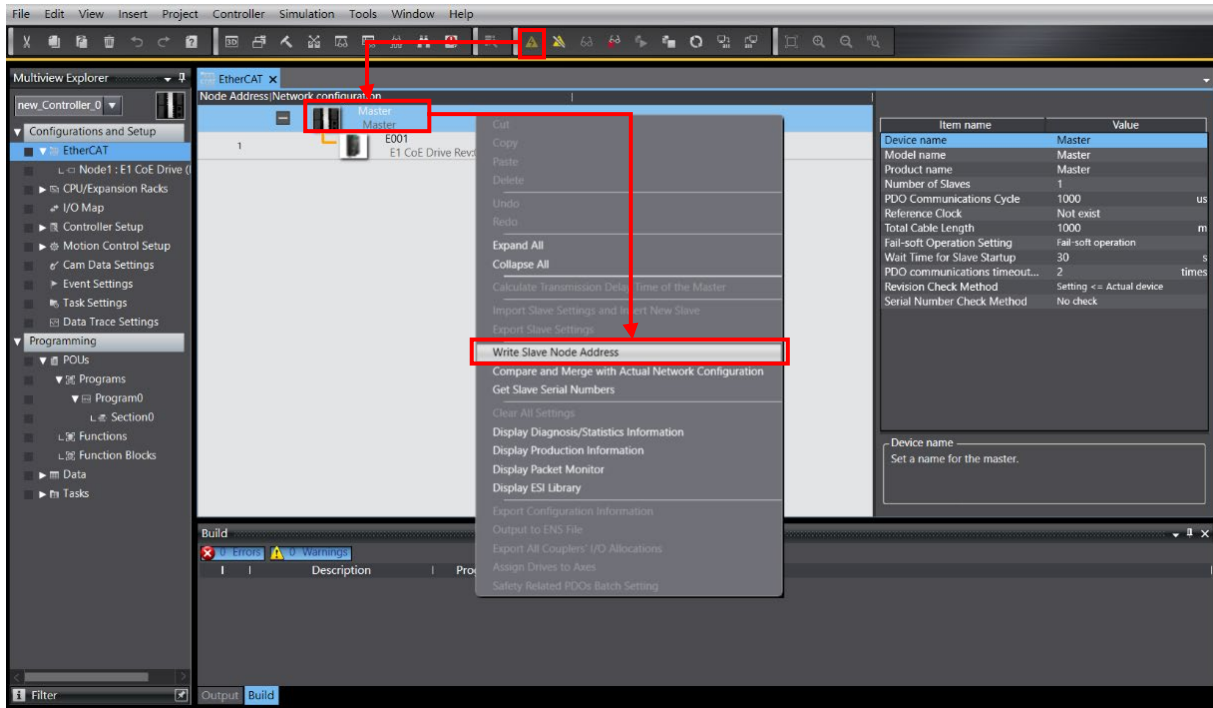 File Edit View Insert Project Controller Simulation Tools Window Help
Multiview Explorer
new_Controller_0
Configurations and Setup
EtherCAT
Node1 : E1 CoE Drive (
CPU/Expansion Racks
I/O Map
Controller Setup
Motion Control Setup
Cam Data Settings
Event Settings
Task Settings
Data Trace Settings
Programming
POUs
Programs
Program0
Section0
Functions
Function Blocks
Data
Tasks
Filter
EtherCAT
Node Address Network configuration
Master
Master
1
E001
E1 CoE Drive Rev:
Cut
Copy
Paste
Delete
Undo
Redo
Expand All
Collapse All
Calculate Transmission Delay Time of the Master
Import Slave Settings and Insert New Slave
Export Slave Settings
Write Slave Node Address
Compare and Merge with Actual Network Configuration
Get Slave Serial Numbers
Clear All Settings
Display Diagnosis/Statistics Information
Display Production Information
Display Packet Monitor
Display ESI Library
Export Configuration Information
Output to ENS File
Export All Couplers' I/O Allocations
Assign Drives to Axes
Safety Related PDOs Batch Setting
Item name Value
Device name Master
Model name Master
Product name Master
Number of Slaves 1
PDO Communications Cycle 1000 us
Reference Clock Not exist
Total Cable Length 1000 m
Fail-soft Operation Setting Fail-soft operation
Wait Time for Slave Startup 30 s
PDO communications timeout... 2 times
Revision Check Method Setting <= Actual device
Serial Number Check Method No check
Device name
Set a name for the master.
Build
0 Errors 0 Warnings
Description Pro
Output Build